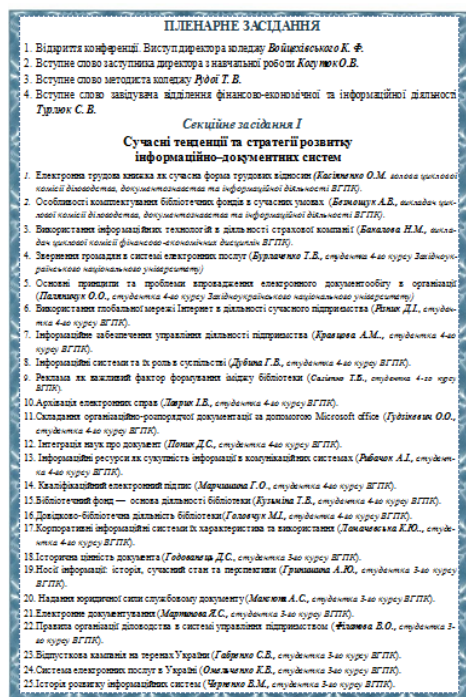 ПЛЕНАРНЕ ЗАСІДАННЯ
1. Відкриття конференції. Виступ директора коледжу Войцехівського К. Ф.
2. Вступне слово заступника директора з навчальної роботи Когуток О.В.
3. Вступне слово методиста коледжу Рудої Т. В.
4. Вступне слово завідувача відділення фінансово-економічної та інформаційної діяльності
Турлюк С. В.
Секційне засідання І
Сучасні тенденції та стратегії розвитку
інформаційно–документних систем
1. Електронна трудова книжка як сучасна форма трудових відносин (Касіяненко О.М. голова циклової
комісії діловодства, документознавства та інформаційної діяльності ВГПК).
2. Особливості комплектування бібліотечних фондів в сучасних умовах (Безнощук А.В., викладач цик-
лової комісії діловодства, документознавства та інформаційної діяльності ВГПК).
3. Використання інформаційних технологій в діяльності страхової компанії (Бакалова Н.М., викла-
дач циклової комісії фінансово-економічних дисциплін ВГПК).
4. Звернення громадян в системі електронних послуг (Бурлаченко Т.В., студентка 4-го курсу Західноук-
раїнського національного університету)
5. Основні принципи та проблеми впровадження електронного документообігу в організації
(Палянчук О.О., студентка 4-го курсу Західноукраїнського національного університету)
6. Використання глобальної мережі Інтернет в діяльності сучасного підприємства (Різник Д.І., студент-
ка 4-го курсу ВГПК).
7. Інформаційне забезпечення управління діяльності підприємства (Кравцова А.М.., студентка 4-го
курсу ВГПК).
8. Інформаційні системи та їх роль в суспільстві (Дубина Г.В., студентка 4-го курсу ВГПК).
9. Реклама як важливий фактор формування іміджу бібліотеки ( Т.Б., студентка 4-го курсу
ВГПК).
10.Архівація електронних справ (Лаврик І.В., студентка 4-го курсу ВГПК).
11.Складання організаційно-розпорядчої документації за допомогою Microsoft office (Гудзікевич О.О.,
студентка 4-го курсу ВГПК).
12. Інтеграція наук про документ (Попик Д.С., студентка 4-го курсу ВГПК).
13. Інформаційні ресурси як сукупність інформації в комунікаційних системах (Рибачок А.І., студент-
ка 4-го курсу ВГПК).
14. Кваліфікаційний електронний підпис (Марчишина Г.О., студентка 4-го курсу ВГПК).
15.Бібліотечний фонд — основа діяльності бібліотеки (Кузьміна Т.В., студентка 4-го курсу ВГПК).
16.Довідково-бібліотечна діяльність бібліотеки (Головчук М.І., студентка 4-го курсу ВГПК).
17.Корпоративні інформаційні системи їх характеристика та використання (К.Ю.., студе-
нтка 4-го курсу ВГПК).
18.Історична цінність документа (Годованець Д.С., студентка 3-го курсу ВГПК).
19.Носії інформації: історія, сучасний стан та перспективи (Гринишина А.Ю., студентка 3-го курсу
ВГПК).
20. Надання юридичної сили службовому документу (Максюта А.С., студентка 3-го курсу ВГПК).
21.Електронне документування (Мартинова Я.С., студентка 3-го курсу ВГПК).
22.Правила організації діловодства в системі управління підприємством (Філатова В.О., студентка 3-
го курсу ВГПК).
23.Відпусткова кампанія на теренах України (Габренко С.В., студентка 3-го курсу ВГПК).
24.Система електронних послуг в Україні (Омельченко К.В., студентка 3-го курсу ВГПК).
25.Історія розвитку інформаційних систем (Черненко В.М., студентка 3-го курсу ВГПК).